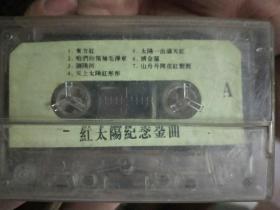 1、東方紅
2、咱們的領袖毛澤東
3、瀏陽河
4、天上太陽紅彤彤
5、太陽一出滿天紅
6、繡金匾
7、山丹丹開花紅艷艷
A
紅太陽紀念金曲